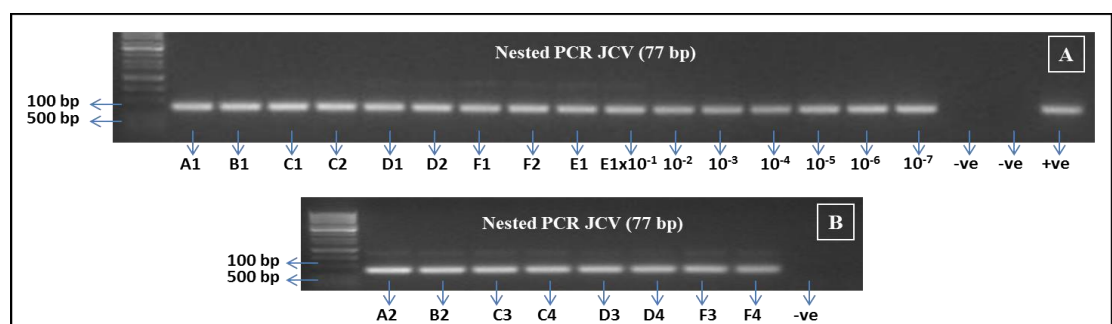 Nested PCR JCV (77 bp)
A
100 bp
500 bp
A1 B1 C1 C2 D1 D2 F1 F2 E1 E1x10⁻¹ 10⁻² 10⁻³ 10⁻⁴ 10⁻⁵ 10⁻⁶ 10⁻⁷ -ve -ve +ve
Nested PCR JCV (77 bp)
B
100 bp
500 bp
A2 B2 C3 C4 D3 D4 F3 F4 -ve